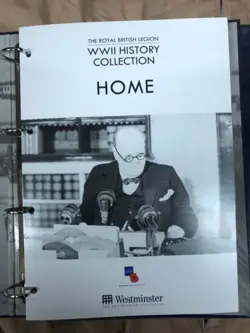 THE ROYAL BRITISH LEGION
WWII HISTORY
COLLECTION
HOME
Westminster